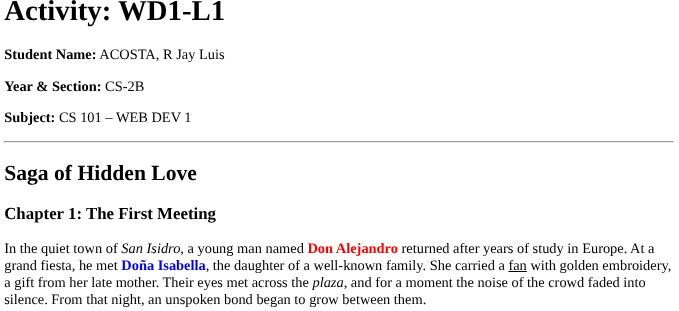 Activity: WD1-L1
Student Name: ACOSTA, R Jay Luis
Year & Section: CS-2B
Subject: CS 101 – WEB DEV 1
Saga of Hidden Love
Chapter 1: The First Meeting
In the quiet town of San Isidro, a young man named Don Alejandro returned after years of study in Europe. At a
grand fiesta, he met Doña Isabella, the daughter of a well-known family. She carried a fan with golden embroidery,
a gift from her late mother. Their eyes met across the plaza, and for a moment the noise of the crowd faded into
silence. From that night, an unspoken bond began to grow between them.